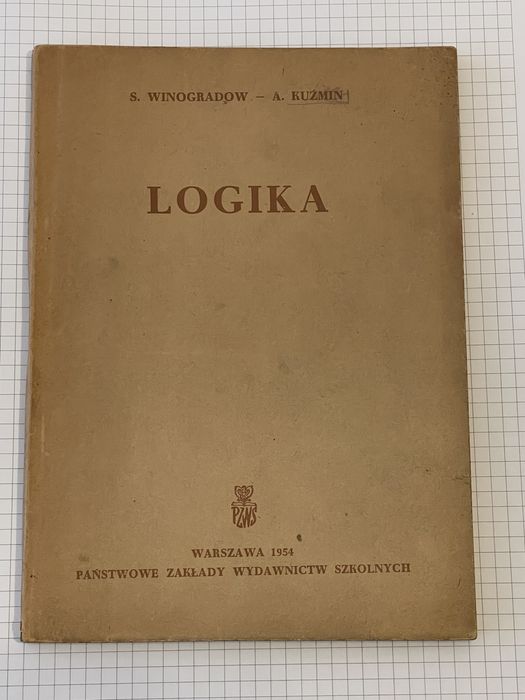 S. WINOGRADOW – A. KUŹMIN
LOGIKA
PZWS
WARSZAWA 1954
PAŃSTWOWE ZAKŁADY WYDAWNICTW SZKOLNYCH